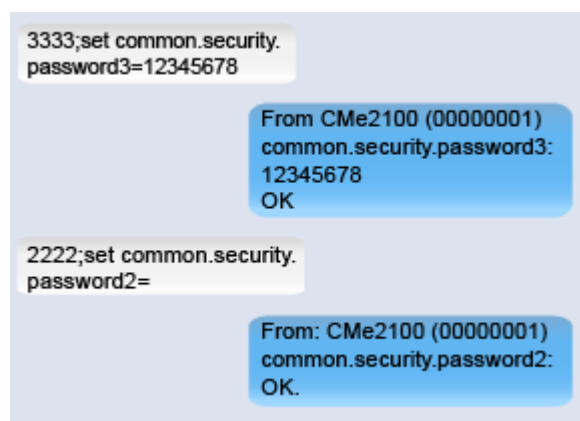 3333;set common.security.
password3=12345678
From CMe2100 (00000001)
common.security.password3:
12345678
OK
2222;set common.security.
password2=
From: CMe2100 (00000001)
common.security.password2:
OK.